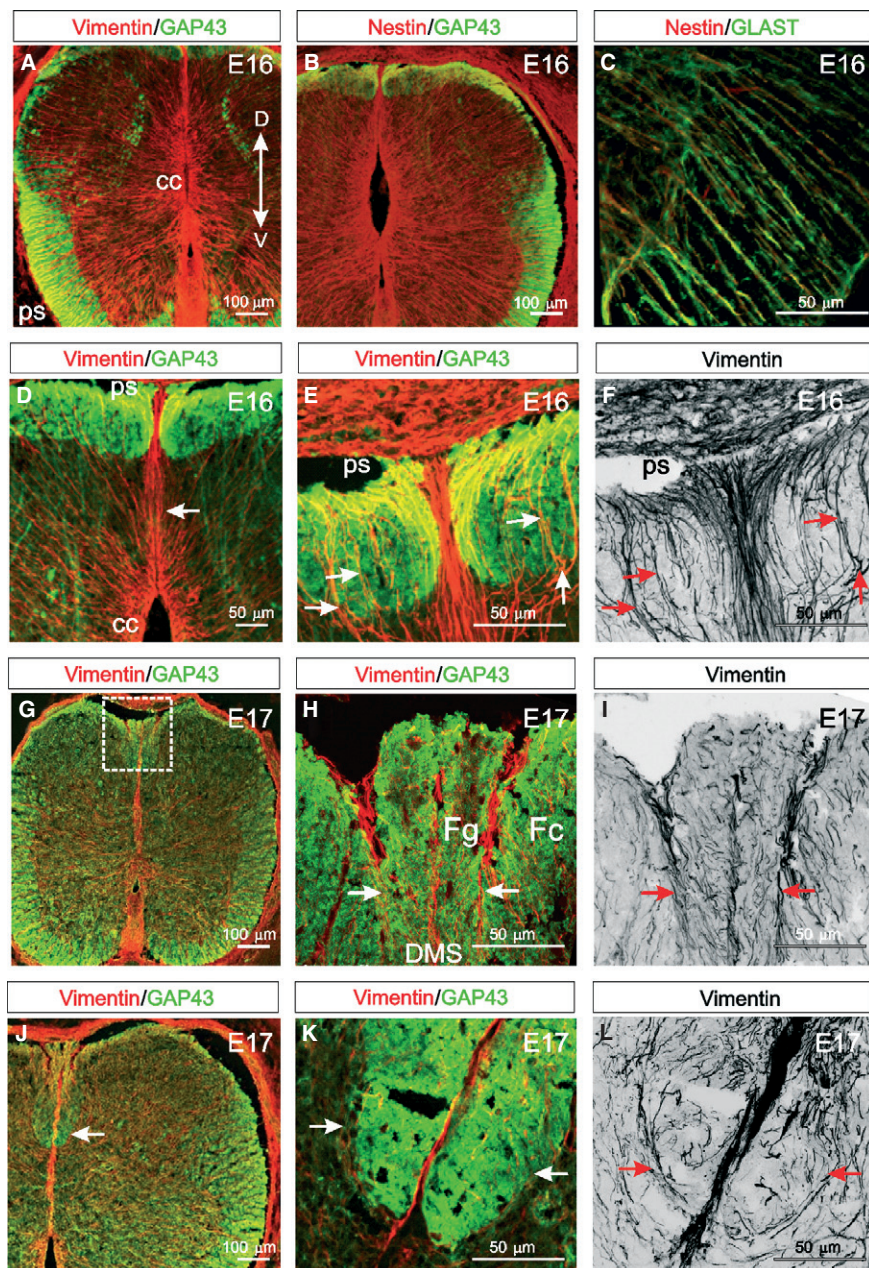 Vimentin/GAP43
A
E16
D
cc
V
ps
100 µm
Nestin/GAP43
B
E16
100 µm
Nestin/GLAST
C
E16
50 µm
Vimentin/GAP43
D
ps
E16
cc
50 µm
Vimentin/GAP43
E
E16
ps
50 µm
Vimentin
F
E16
ps
50 µm
Vimentin/GAP43
G
E17
100 µm
Vimentin/GAP43
H
E17
Fg
Fc
DMS
50 µm
Vimentin
I
E17
50 µm
Vimentin/GAP43
J
E17
100 µm
Vimentin/GAP43
K
E17
50 µm
Vimentin
L
E17
50 µm